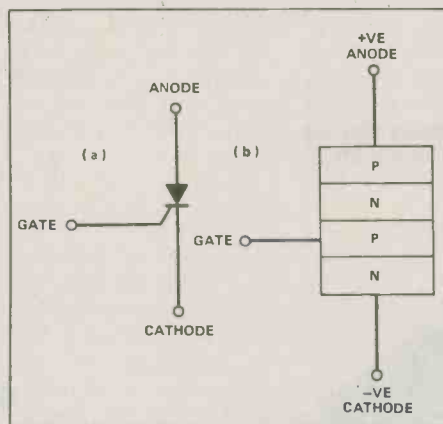 (a)
ANODE
GATE
CATHODE
(b)
+VE
ANODE
P
N
P
N
GATE
-VE
CATHODE